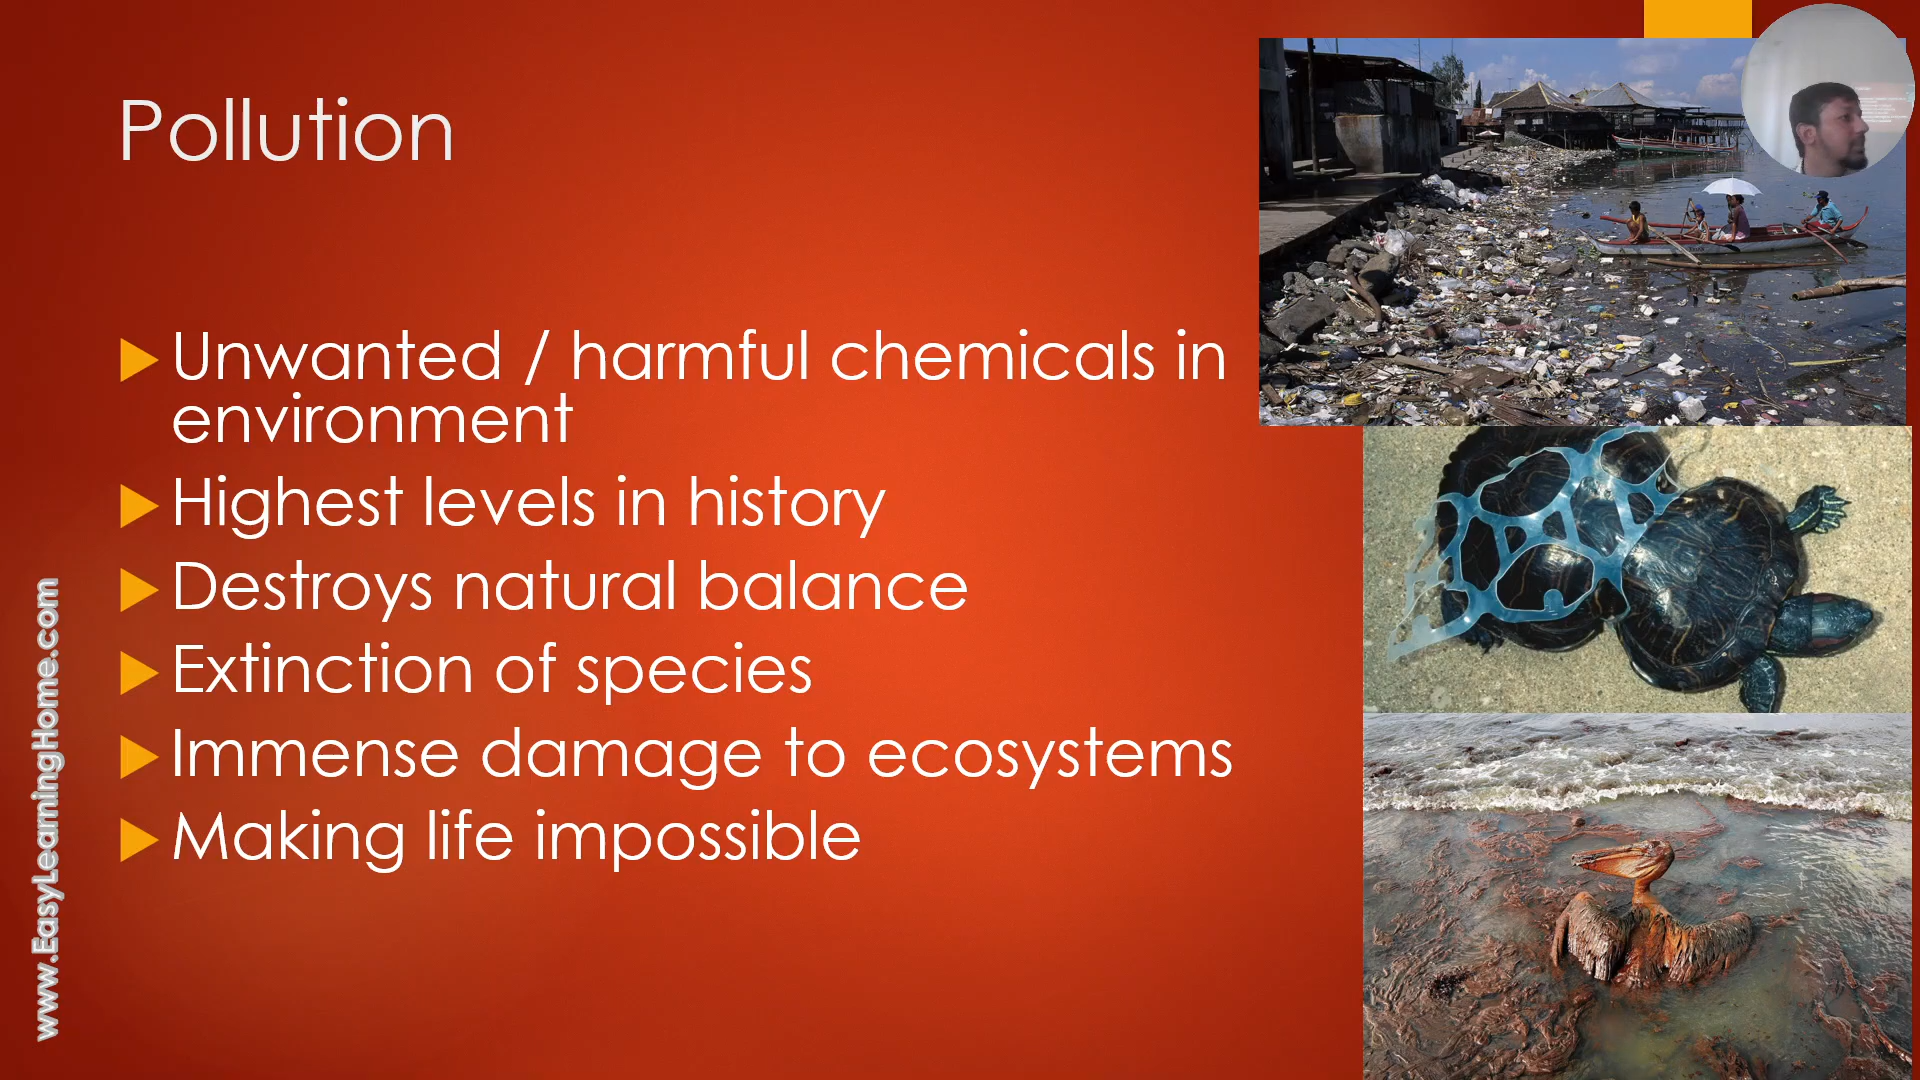 Pollution
Unwanted / harmful chemicals in
environment
Highest levels in history
Destroys natural balance
Extinction of species
Immense damage to ecosystems
Making life impossible
www.EasyLearningHome.com